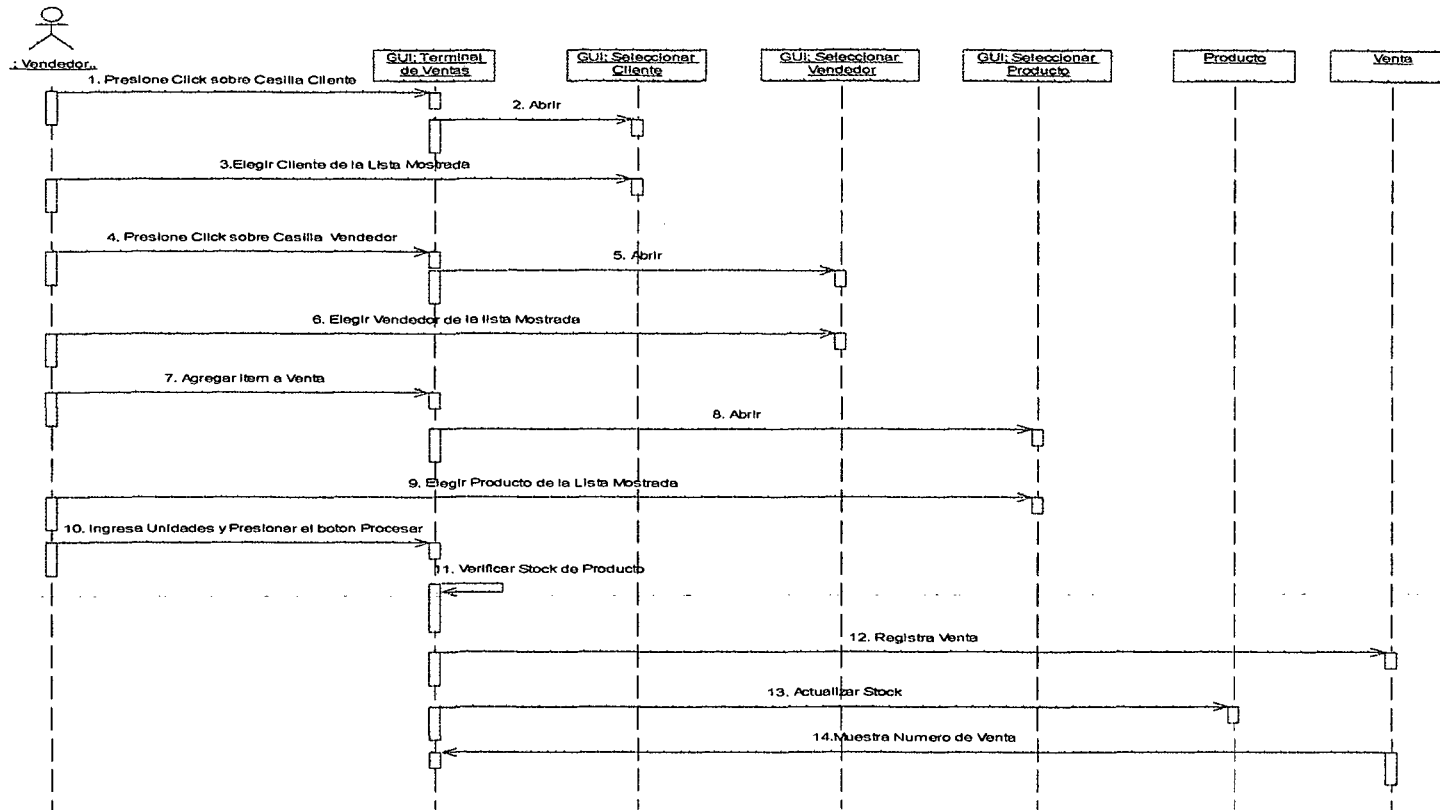 : Vendedor..
GUI: Terminal
de Ventas
GUI: Seleccionar
Cliente
GUI: Seleccionar
Vendedor
GUI: Seleccionar
Producto
Producto
Venta
1. Presione Click sobre Casilla Cliente
2. Abrir
3.Elegir Cliente de la Lista Mostrada
4. Presione Click sobre Casilla Vendedor
5. Abrir
6. Elegir Vendedor de la lista Mostrada
7. Agregar Item a Venta
8. Abrir
9. Elegir Producto de la Lista Mostrada
10. Ingresa Unidades y Presionar el boton Procesar
11. Verificar Stock de Producto
12. Registra Venta
13. Actualizar Stock
14.Muestra Numero de Venta